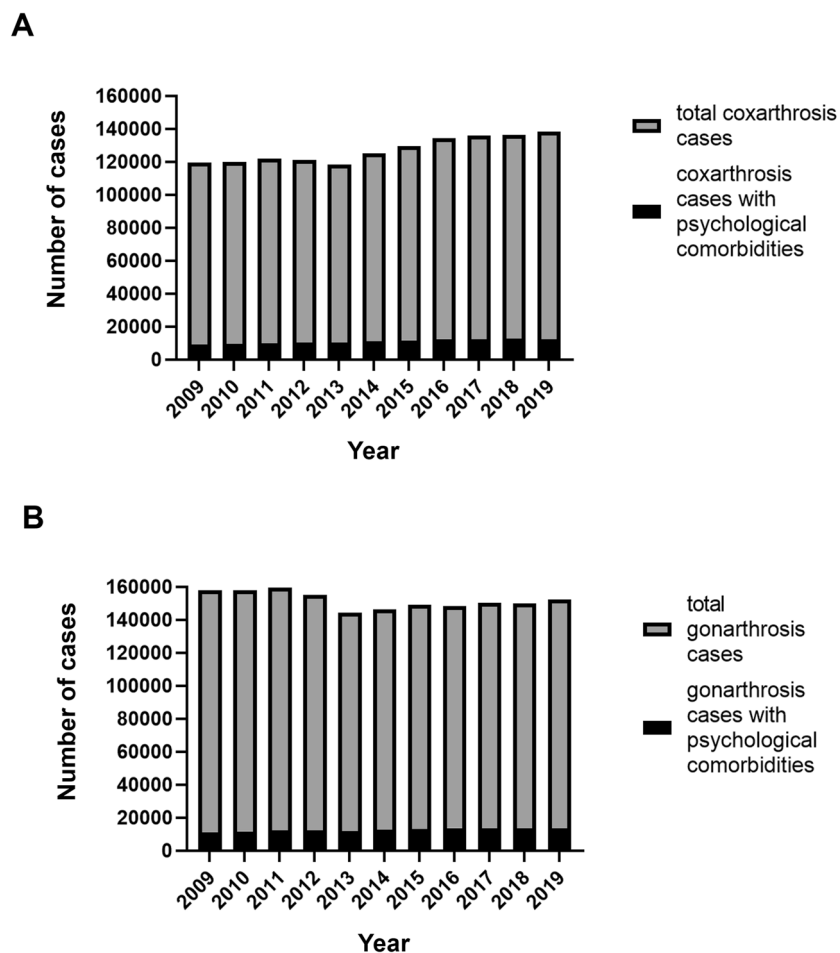 A
160000
140000
120000
100000
80000
60000
40000
20000
0
Number of cases
2009
2010
2011
2012
2013
2014
2015
2016
2017
2018
2019
Year
total coxarthrosis
cases
coxarthrosis
cases with
psychological
comorbidities
B
160000
140000
120000
100000
80000
60000
40000
20000
0
Number of cases
2009
2010
2011
2012
2013
2014
2015
2016
2017
2018
2019
Year
total
gonarthrosis
cases
gonarthrosis
cases with
psychological
comorbidities